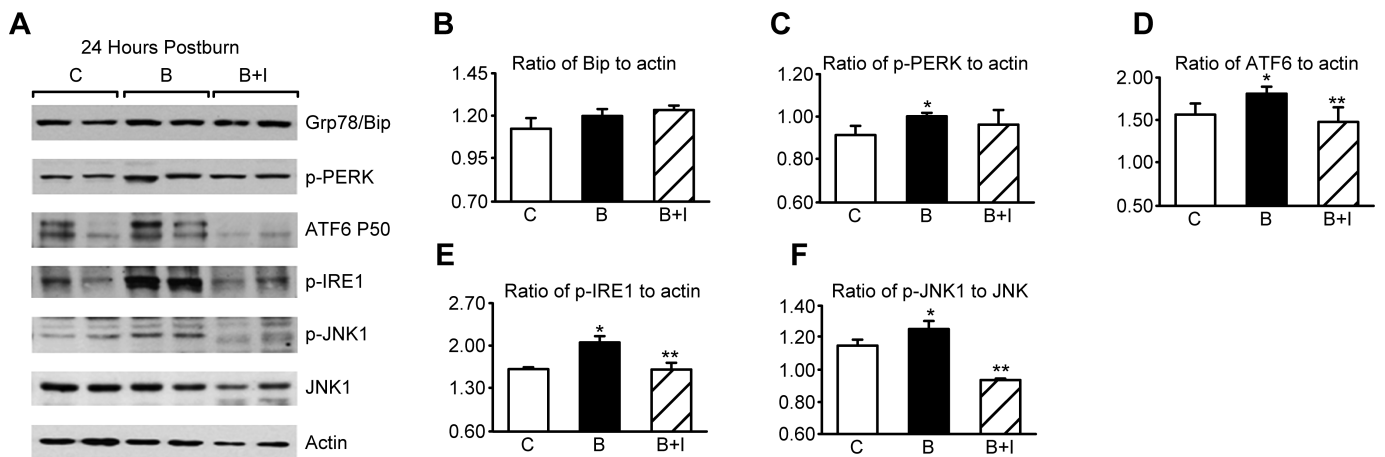 A
24 Hours Postburn
C B B+I
Grp78/Bip
p-PERK
ATF6 P50
p-IRE1
p-JNK1
JNK1
Actin
B
Ratio of Bip to actin
1.45
1.20
0.95
0.70
C B B+I
C
Ratio of p-PERK to actin
1.20
1.00
0.80
0.60
*
C B B+I
D
Ratio of ATF6 to actin
2.00
1.50
1.00
0.50
*
**
C B B+I
E
Ratio of p-IRE1 to actin
2.70
2.00
1.30
0.60
*
**
C B B+I
F
Ratio of p-JNK1 to JNK
1.40
1.20
1.00
0.80
0.60
*
**
C B B+I